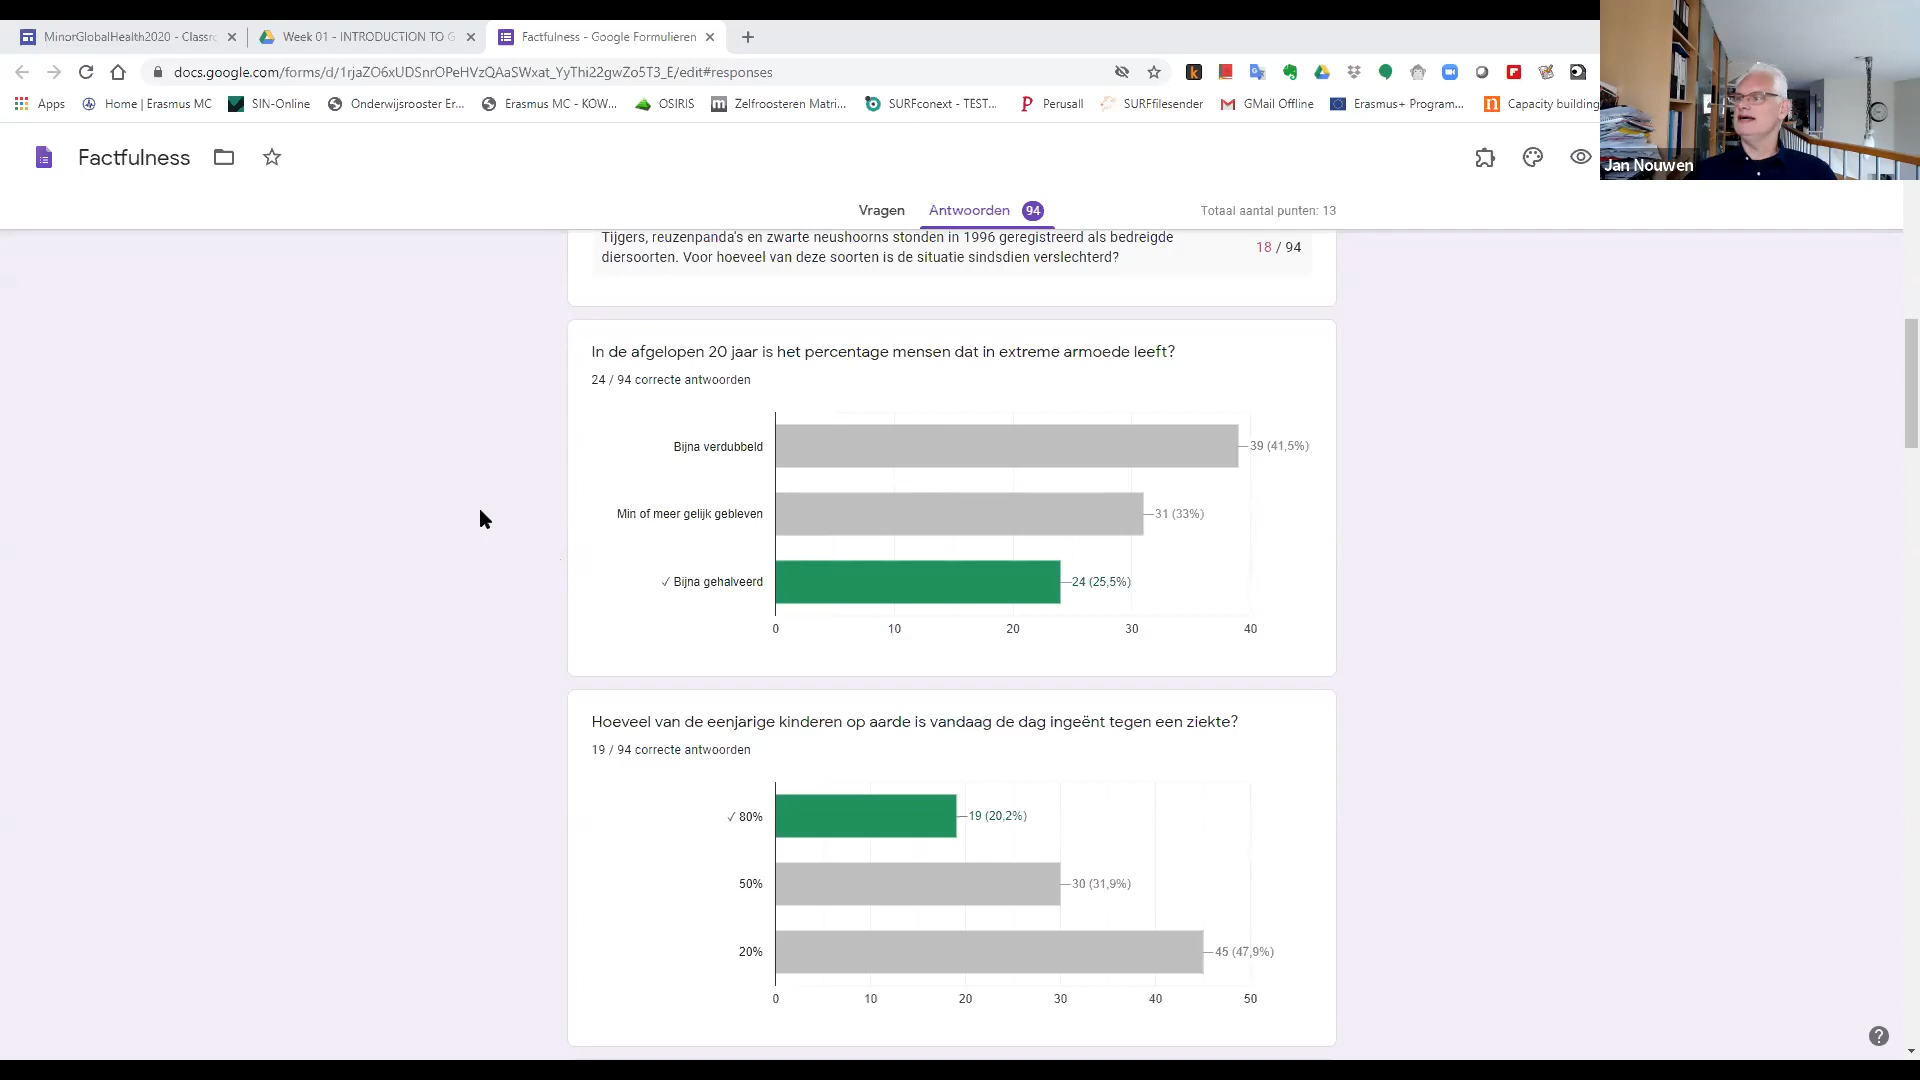 MinorGlobalHealth2020 - Classr
Week 01 - INTRODUCTION TO G
Factfulness - Google Formulieren
docs.google.com/forms/d/1rjaZO6xUDSnrOPeHVzQAaSWxat_YyThi22gwZo5T3_E/edit#responses
Apps
Home | Erasmus MC
SIN-Online
Onderwijsrooster Er...
Erasmus MC - KOW...
OSIRIS
Zelfroosteren Matri...
SURFconext - TEST...
Perusall
SURFfilesender
GMail Offline
Erasmus+ Program...
Capacity building
Factfulness
Jan Nouwen
Vragen
Antwoorden 94
Totaal aantal punten: 13
Tijgers, reuzenpanda's en zwarte neushoorns stonden in 1996 geregistreerd als bedreigde
diersoorten. Voor hoeveel van deze soorten is de situatie sindsdien verslechterd?
18 / 94
In de afgelopen 20 jaar is het percentage mensen dat in extreme armoede leeft?
24 / 94 correcte antwoorden
Bijna verdubbeld
39 (41,5%)
Min of meer gelijk gebleven
31 (33%)
✓ Bijna gehalveerd
24 (25,5%)
0 10 20 30 40
Hoeveel van de eenjarige kinderen op aarde is vandaag de dag ingeënt tegen een ziekte?
19 / 94 correcte antwoorden
✓ 80%
19 (20,2%)
50%
30 (31,9%)
20%
45 (47,9%)
0 10 20 30 40 50